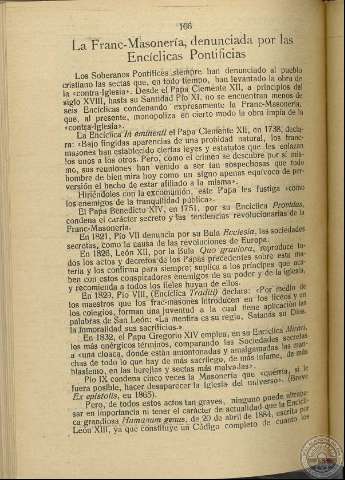 166
La Franc-Masonería, denunciada por las
Encíclicas Pontificias
Los Soberanos Pontífices siempre han denunciado al pueblo
cristiano las sectas que, en todo tiempo, han levantado la obra de
la «contra-Iglesia». Desde el Papa Clemente XII, a principios del
siglo XVIII, hasta su Santidad Pío XI, no se encuentran menos de
seis Encíclicas condenando expresamente la Franc-Masonería,
que, al presente, monopoliza en cierto modo la obra impía de la
«contra-Iglesia».
La Encíclica In eminenti el Papa Clemente XII, en 1738, decla-
ra: «Bajo fingidas apariencias de una probidad natural, los franc-
masones han establecido ciertas leyes y estatutos que les enlazan
los unos a los otros. Pero, como el crimen se descubre por sí mis-
mo, sus reuniones han venido a ser tan sospechosas que todo
hombre de bien mira hoy como un signo apenas equívoco de per-
versión el hecho de estar afiliado a la misma».
Hiriéndoles con la excomunión, este Papa les fustiga «como
los enemigos de la tranquilidad pública».
El Papa Benedicto XIV, en 1751, por su Encíclica Providas,
condena el carácter secreto y las tendencias revolucionarias de la
Franc-Masonería.
En 1821, Pío VII denuncia por su Bula Ecclesia, las sociedades
secretas, como la causa de las revoluciones de Europa.
En 1826, León XII, por la Bula Quo graviora, reproduce to-
dos los actos y decretos de los Papas precedentes sobre esta ma-
teria y los confirma para siempre; suplica a los príncipes que aca-
ben con estos conspiradores enemigos de su poder y de la Iglesia,
y recomienda a todos los fieles huyan de ellos.
En 1829, Pío VIII, (Encíclica Traditi) declara: «Por medio de
los maestros que los franc-masones introducen en los liceos y en
los colegios, forman una juventud a la cual tiene aplicación las
palabras de San León: «La mentira es su regla, Satanás su Dios,
la inmoralidad sus sacrificios.»
En 1832, el Papa Gregorio XIV emplea, en su Encíclica Mirari,
los más enérgicos términos, comparando las Sociedades secretas
a «una cloaca, donde están amontonadas y amalgamadas las man-
chas de todo lo que hay de más sacrílego, de más infame, de más
blasfemo, en las herejías y sectas más malvadas».
Pío IX condena cinco veces la Masonería que «querría, si le
fuera posible, hacer desaparecer la Iglesia del universo». (Breve
Ex epistolis, en 1865).
Pero, de todos estos actos tan graves, ninguno puede
sar en importancia ni tener el carácter de actualidad que la Encícli-
ca grandiosa Humanum genus, de 20 de abril de 1884, escrita por
León XIII, ya que constituye un Código completo de cuanto los